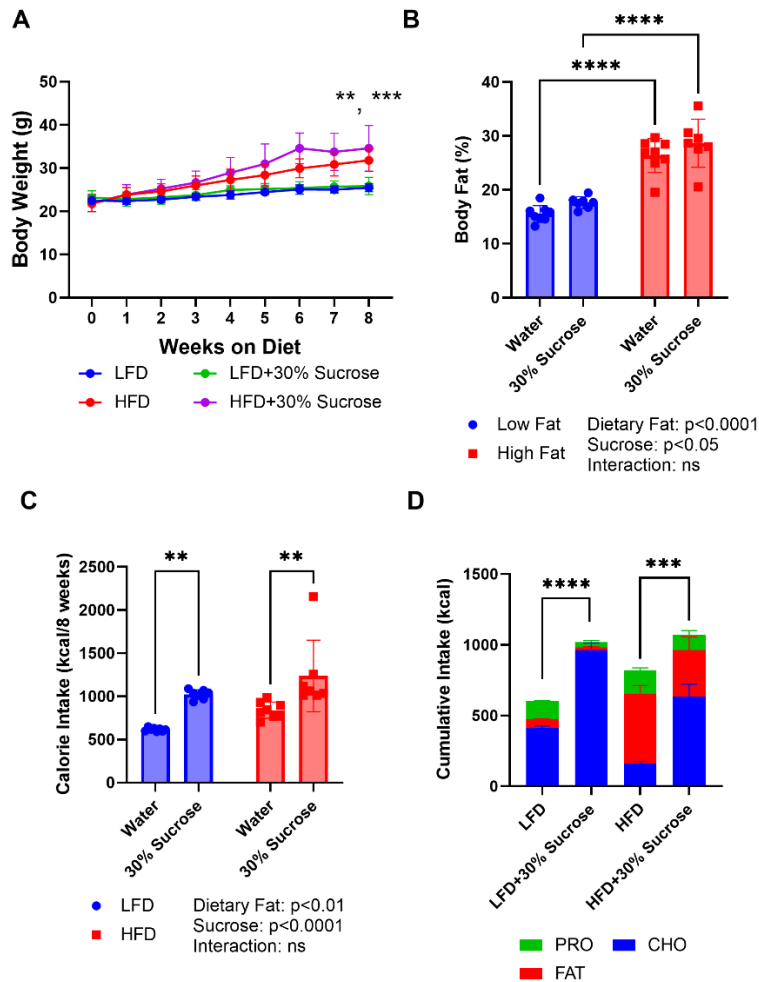 A
Body Weight (g)
50
40
30
20
10
0
**, ***
0 1 2 3 4 5 6 7 8
Weeks on Diet
LFD
LFD+30% Sucrose
HFD
HFD+30% Sucrose
B
Body Fat (%)
40
30
20
10
0
****
****
Water
30% Sucrose
Water
30% Sucrose
Low Fat
High Fat
Dietary Fat: p<0.0001
Sucrose: p<0.05
Interaction: ns
C
Calorie Intake (kcal/8 weeks)
2500
2000
1500
1000
500
0
**
**
Water
30% Sucrose
Water
30% Sucrose
LFD
HFD
Dietary Fat: p<0.01
Sucrose: p<0.0001
Interaction: ns
D
Cumulative Intake (kcal)
1500
1000
500
0
****
***
LFD
LFD+30% Sucrose
HFD
HFD+30% Sucrose
PRO
CHO
FAT